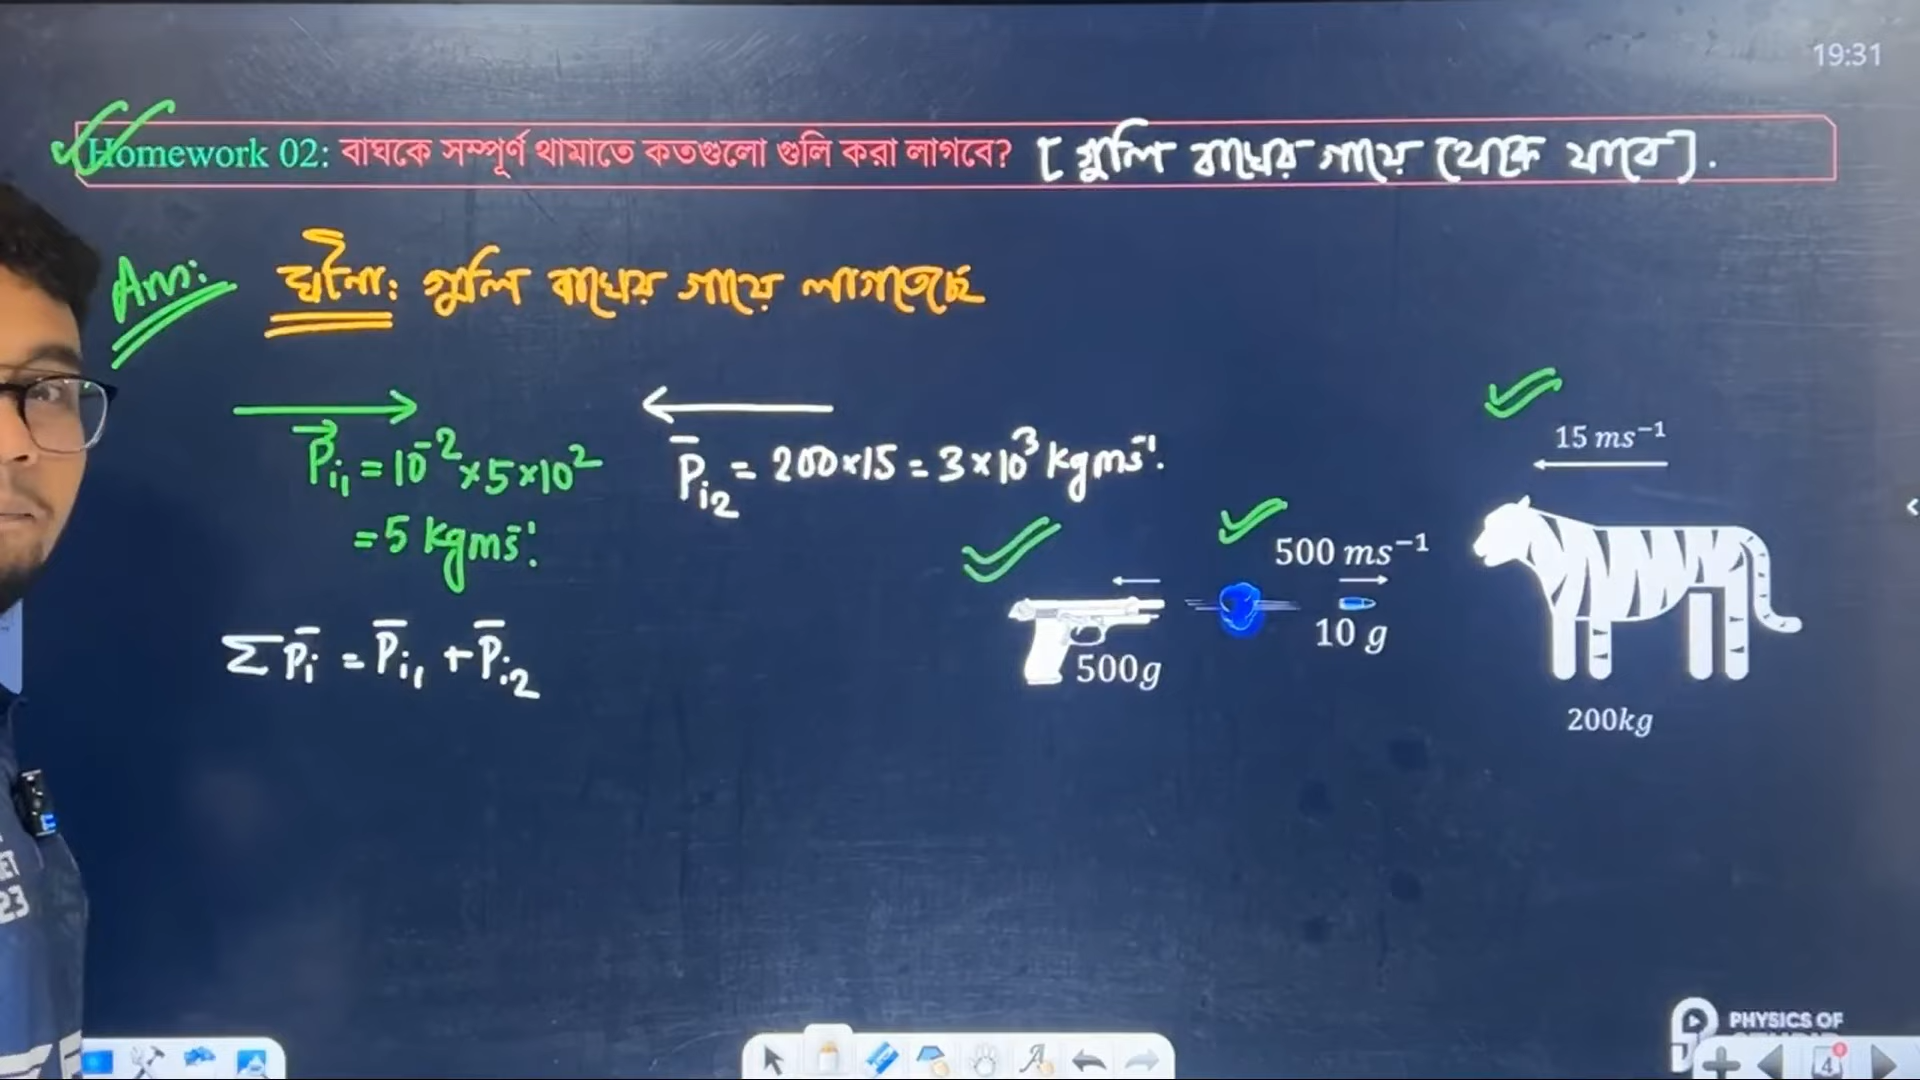 19:31
Homework 02: বাঘকে সম্পূর্ণ থামাতে কতগুলো গুলি করা লাগবে? [গুলি বাঘের গায়ে থেকে যাবে].
Ans: ঘটনা: গুলি বাঘের গায়ে লাগতেছে
P⃗i₁ = 10⁻² × 5 × 10²
= 5 kgms⁻¹.
P̄i₂ = 200×15 = 3×10³ kgms⁻¹.
Σ P̄i = P̄i₁ + P̄i₂
15 ms⁻¹
500 ms⁻¹
10 g
500g
200kg
PHYSICS OF
23
4